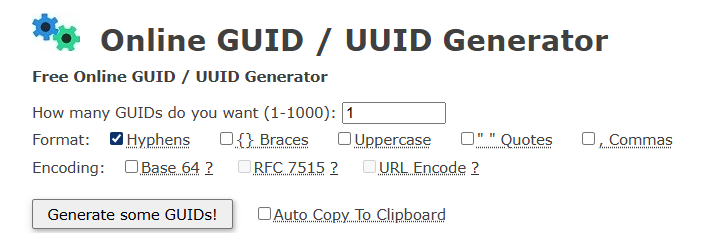 Online GUID / UUID Generator
Free Online GUID / UUID Generator
How many GUIDs do you want (1-1000): 1
Format: Hyphens {} Braces Uppercase " " Quotes , Commas
Encoding: Base 64 ? RFC 7515 ? URL Encode ?
Generate some GUIDs! Auto Copy To Clipboard